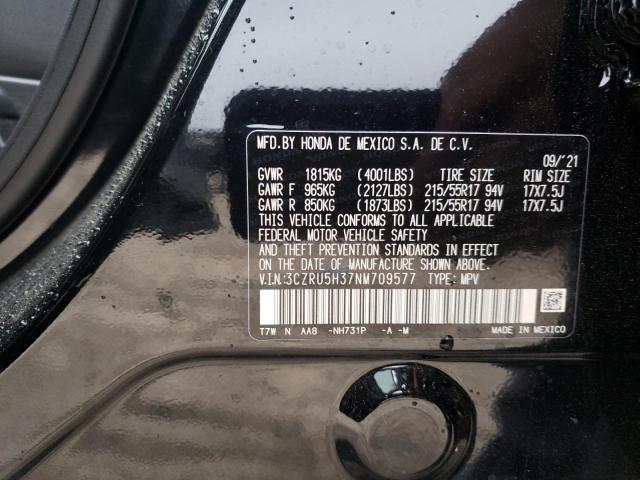 MFD.BY HONDA DE MEXICO S.A. DE C.V.
09/'21
GVWR 1815KG (4001LBS) TIRE SIZE RIM SIZE
GAWR F 965KG (2127LBS) 215/55R17 94V 17X7.5J
GAWR R 850KG (1873LBS) 215/55R17 94V 17X7.5J
THIS VEHICLE CONFORMS TO ALL APPLICABLE
FEDERAL MOTOR VEHICLE SAFETY
AND THEFT PREVENTION STANDARDS IN EFFECT
ON THE DATE OF MANUFACTURE SHOWN ABOVE.
V.I.N:3CZRU5H37NM709577 TYPE: MPV
T7W N AA8 -NH731P -A -M MADE IN MEXICO